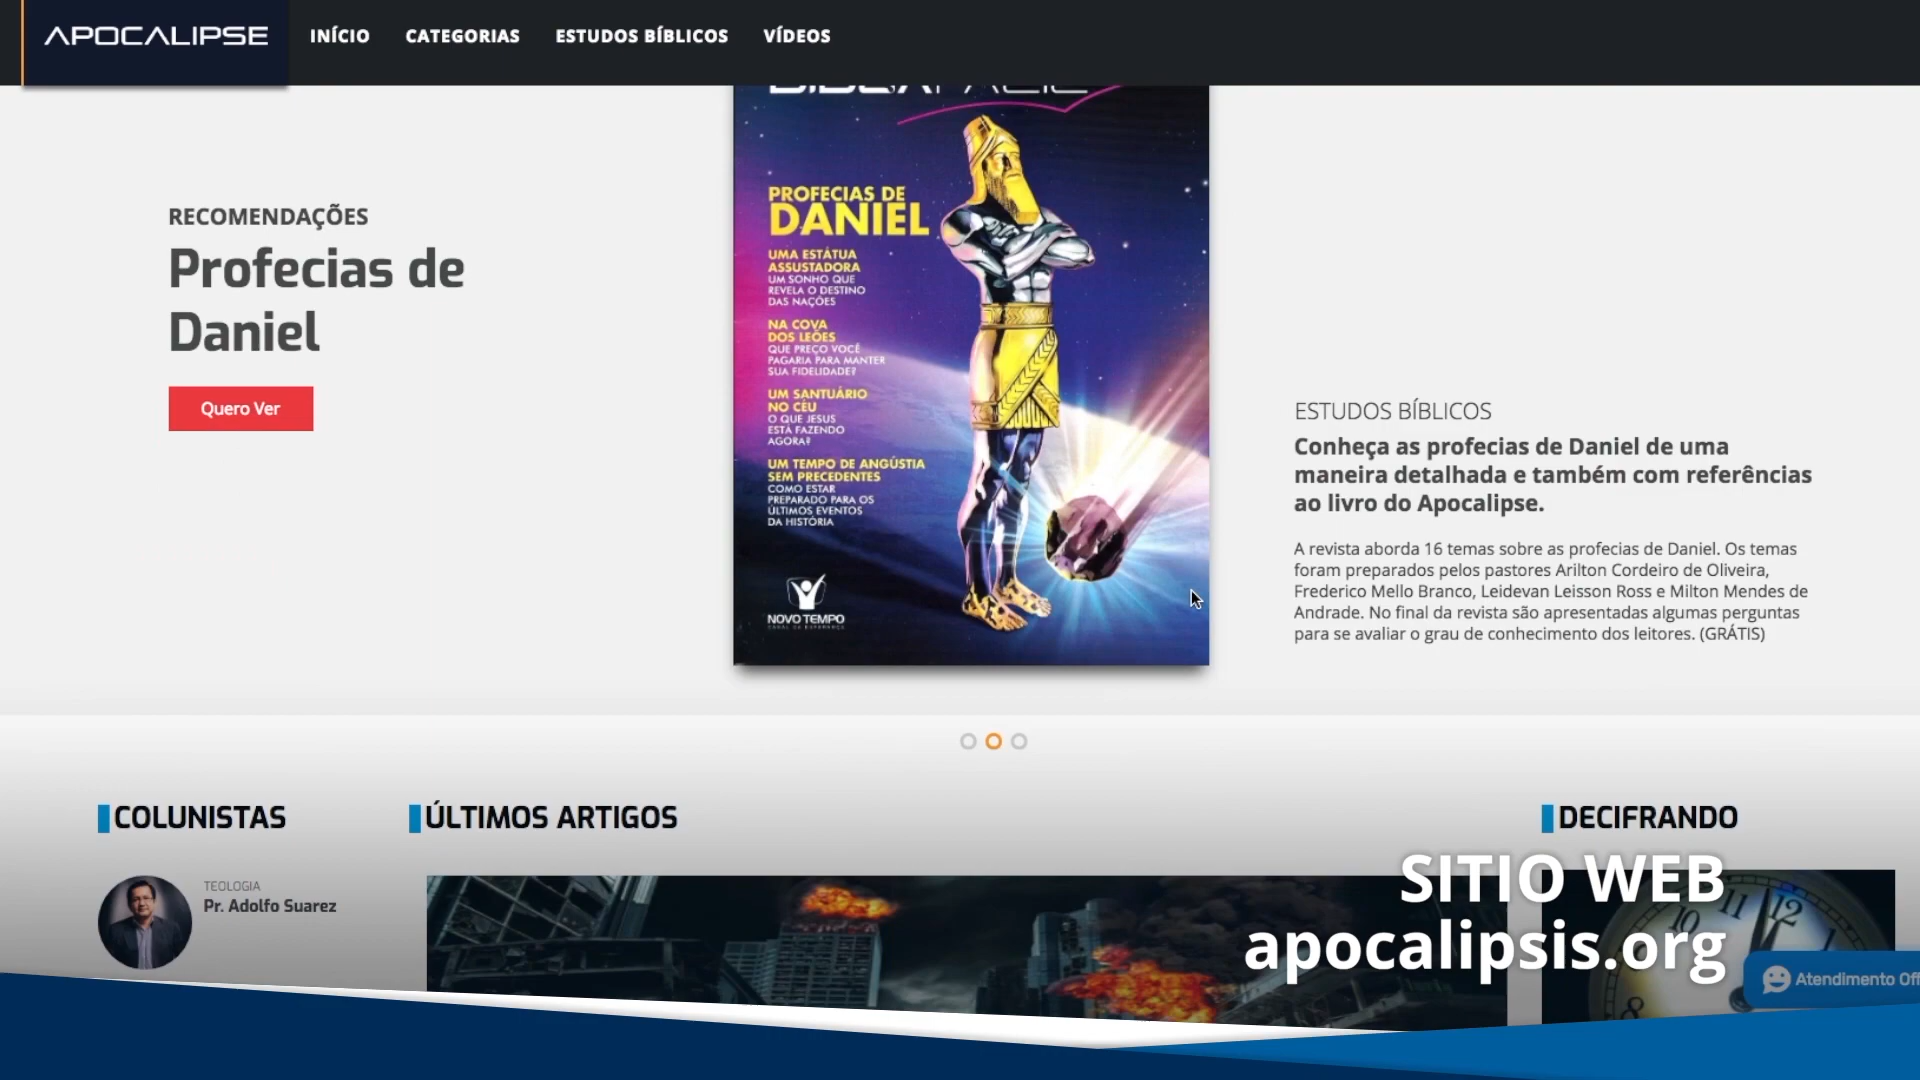 APOCALIPSE
INÍCIO
CATEGORIAS
ESTUDOS BÍBLICOS
VÍDEOS
RECOMENDAÇÕES
Profecias de
Daniel
Quero Ver
PROFECIAS DE
DANIEL
UMA ESTÁTUA
ASSUSTADORA
UM SONHO QUE
REVELA O DESTINO
DAS NAÇÕES
NA COVA
DOS LEÕES
QUE PREÇO VOCÊ
PAGARIA PARA MANTER
SUA FIDELIDADE?
UM SANTUÁRIO
NO CÉU
O QUE JESUS
ESTÁ FAZENDO
AGORA?
UM TEMPO DE ANGÚSTIA
SEM PRECEDENTES
COMO ESTAR
PREPARADO PARA OS
ÚLTIMOS EVENTOS
DA HISTÓRIA
NOVO TEMPO
ESTUDOS BÍBLICOS
Conheça as profecias de Daniel de uma
maneira detalhada e também com referências
ao livro do Apocalipse.
A revista aborda 16 temas sobre as profecias de Daniel. Os temas
foram preparados pelos pastores Arilton Cordeiro de Oliveira,
Frederico Mello Branco, Leidevan Leisson Ross e Milton Mendes de
Andrade. No final da revista são apresentadas algumas perguntas
para se avaliar o grau de conhecimento dos leitores. (GRÁTIS)
COLUNISTAS
TEOLOGIA
Pr. Adolfo Suarez
ÚLTIMOS ARTIGOS
DECIFRANDO
10 11 12
8
SITIO WEB
apocalipsis.org
Atendimento Off